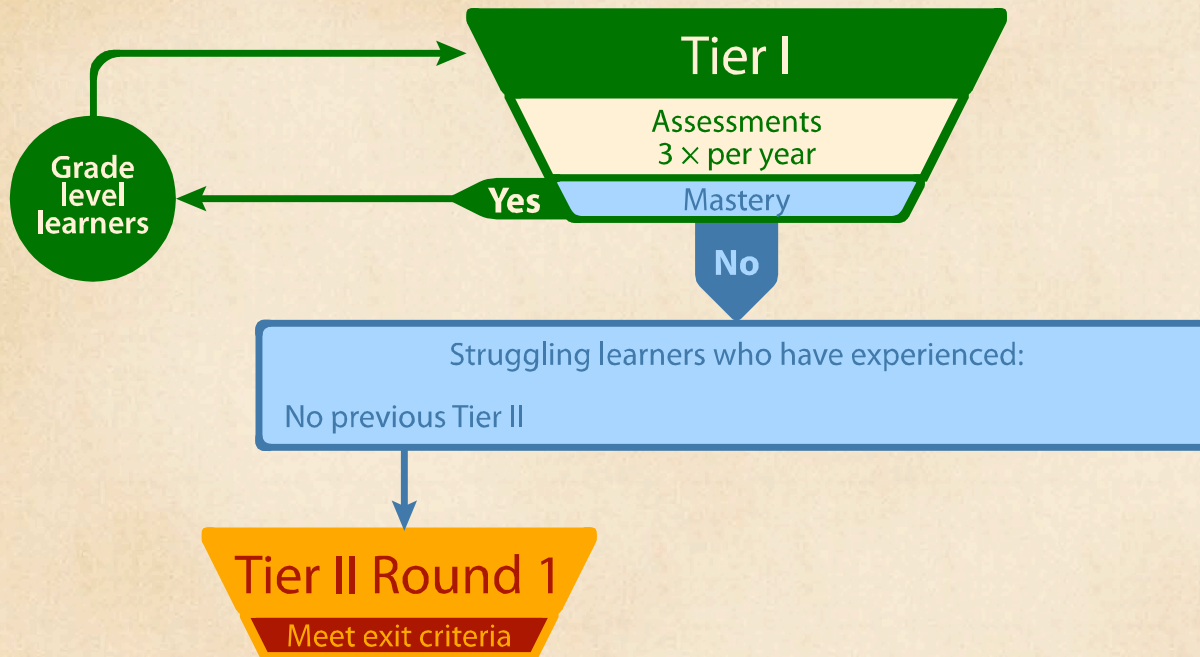 Tier I
Assessments
3 × per year
Grade
level
learners
Yes
Mastery
No
Struggling learners who have experienced:
No previous Tier II
Tier II Round 1
Meet exit criteria